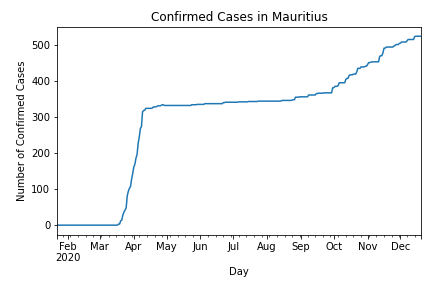 Confirmed Cases in Mauritius
Number of Confirmed Cases
500
400
300
200
100
0
Feb Mar Apr May Jun Jul Aug Sep Oct Nov Dec
2020
Day